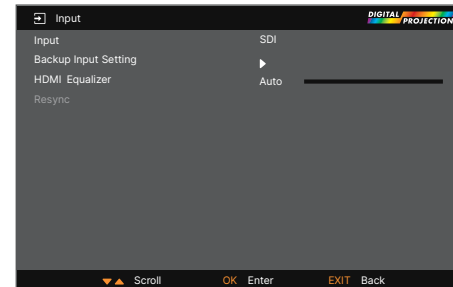 Input
DIGITAL PROJECTION
Input SDI
Backup Input Setting
HDMI Equalizer Auto
Resync
Scroll OK Enter EXIT Back